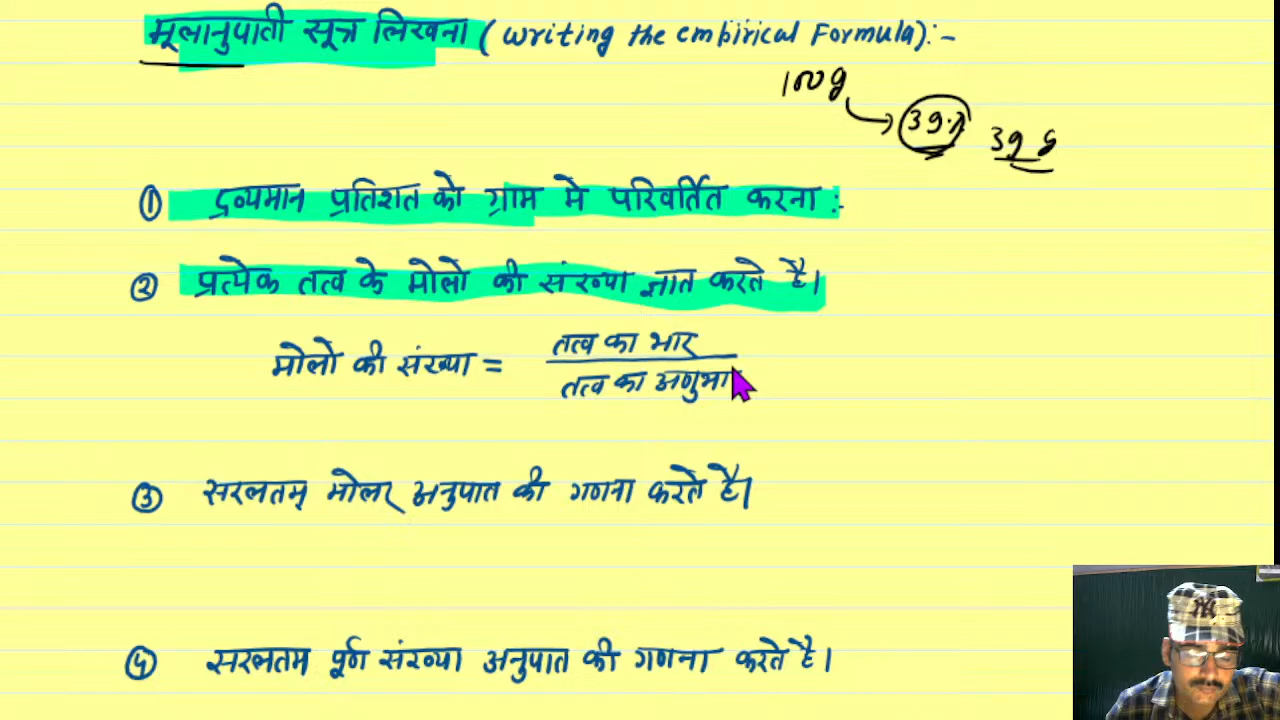 मूलानुपाती सूत्र लिखना ( writing the empirical Formula):-
100g
39% 39 g
① द्रव्यमान प्रतिशत को ग्राम मे परिवर्तित करना :-
② प्रत्येक तत्व के मोलो की संख्या ज्ञात करते है।
मोलो की संख्या = तत्व का भार
तत्व का अणुभा
③ सरलतम् मोलर् अनुपात की गणना करते है।
④ सरलतम पूर्ण संख्या अनुपात की गणना करते है।